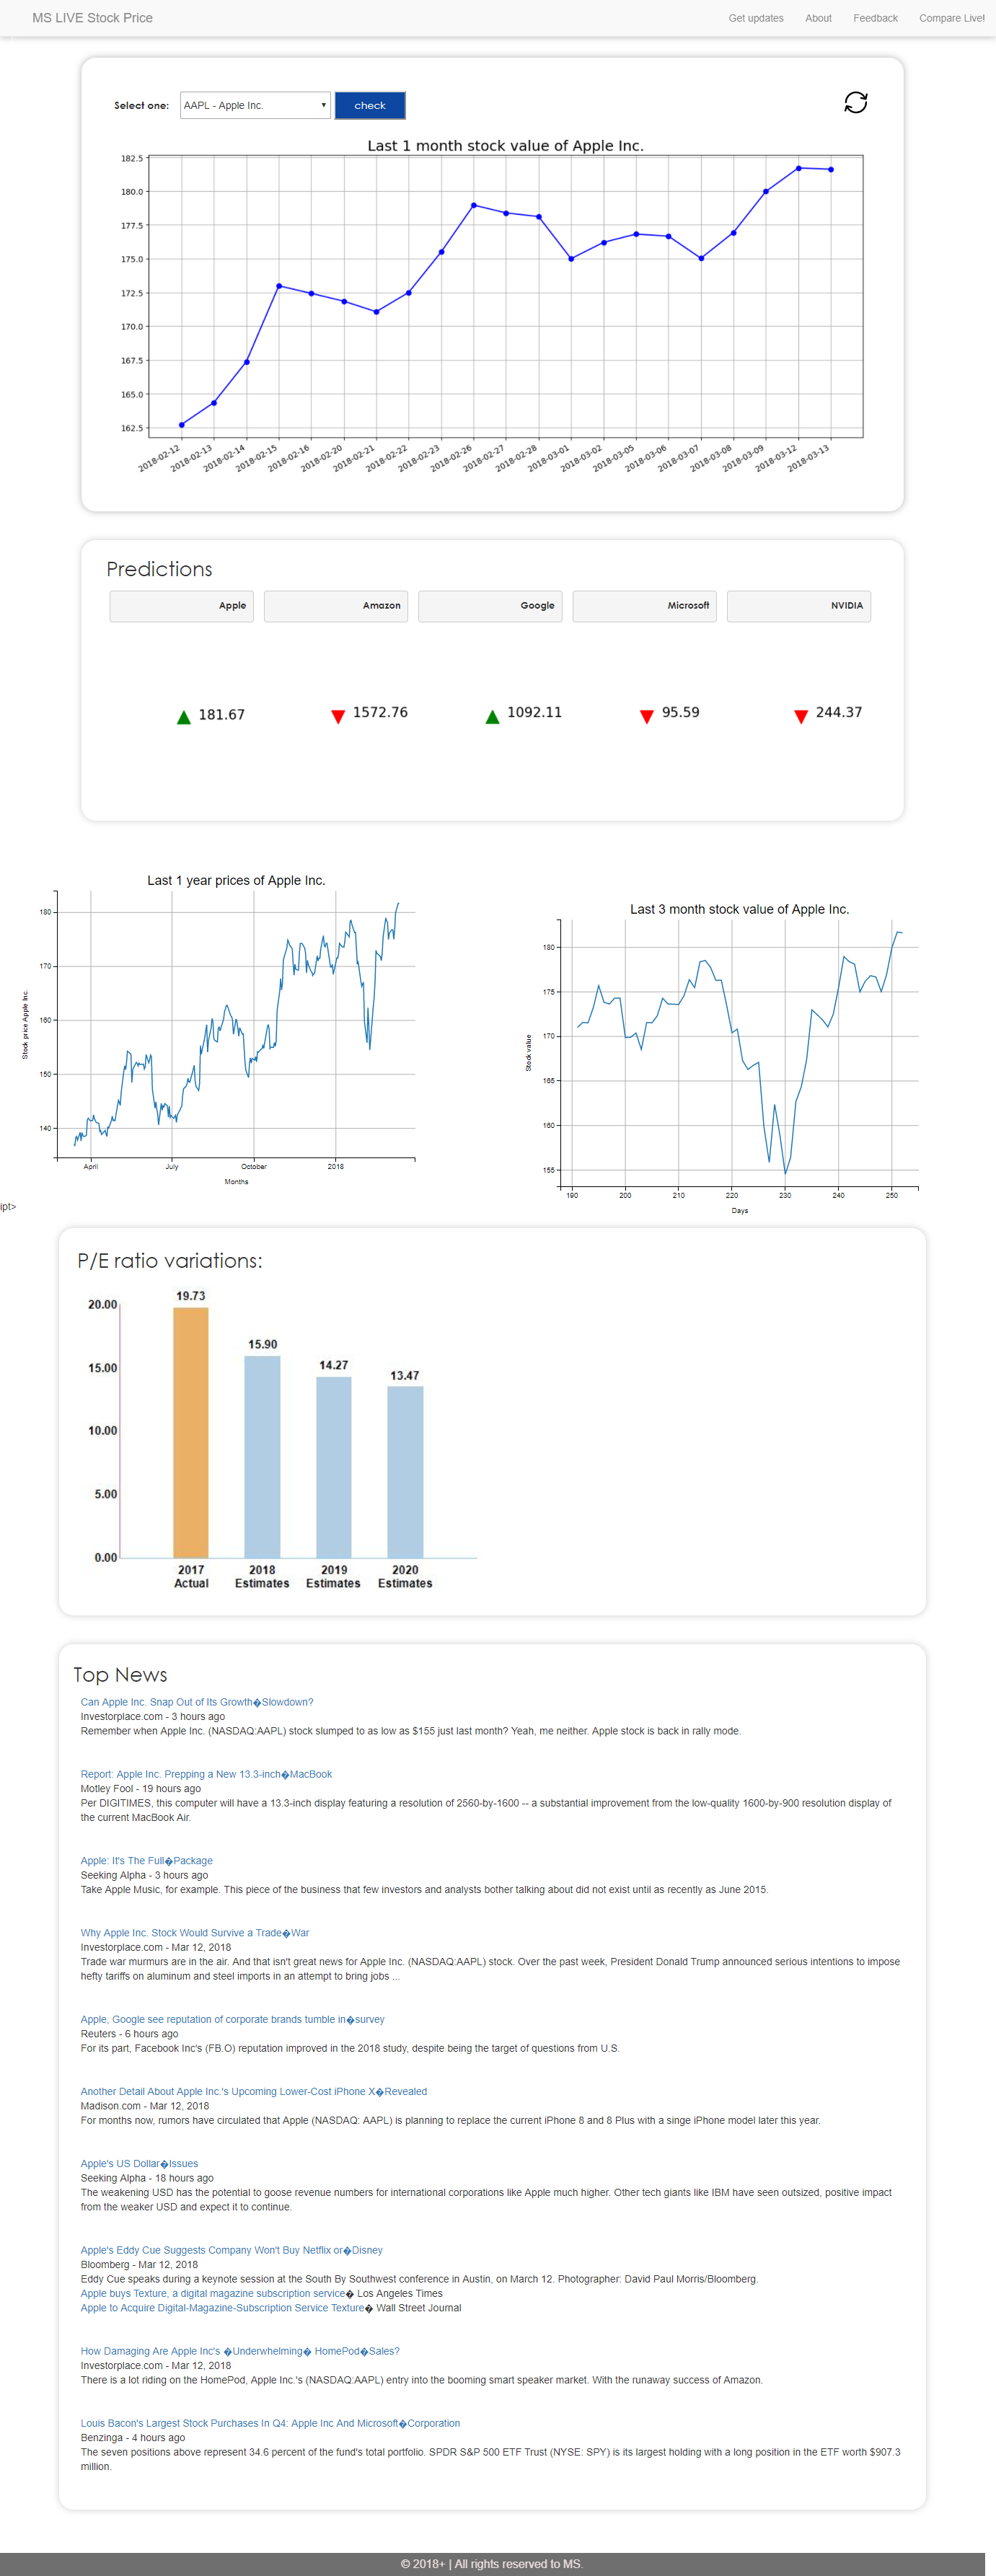 MS LIVE Stock Price
Get updates About Feedback Compare Live!
Select one: AAPL - Apple Inc. check
Last 1 month stock value of Apple Inc.
182.5
180.0
177.5
175.0
172.5
170.0
167.5
165.0
162.5
2018-02-12 2018-02-13 2018-02-14 2018-02-15 2018-02-16 2018-02-20 2018-02-21 2018-02-22 2018-02-23 2018-02-26 2018-02-27 2018-02-28 2018-03-01 2018-03-02 2018-03-05 2018-03-06 2018-03-07 2018-03-08 2018-03-09 2018-03-12 2018-03-13
Predictions
Apple Amazon Google Microsoft NVIDIA
▲ 181.67 ▼ 1572.76 ▲ 1092.11 ▼ 95.59 ▼ 244.37
Last 1 year prices of Apple Inc.
180
170
160
150
140
Stock price Apple Inc.
April July October 2018
Months
Last 3 month stock value of Apple Inc.
180
175
170
165
160
155
Stock value
190 200 210 220 230 240 250
Days
ipt>
P/E ratio variations:
20.00
15.00
10.00
5.00
0.00
19.73
15.90
14.27
13.47
2017 2018 2019 2020
Actual Estimates Estimates Estimates
Top News
Can Apple Inc. Snap Out of Its Growth�Slowdown?
Investorplace.com - 3 hours ago
Remember when Apple Inc. (NASDAQ:AAPL) stock slumped to as low as $155 just last month? Yeah, me neither. Apple stock is back in rally mode.
Report: Apple Inc. Prepping a New 13.3-inch�MacBook
Motley Fool - 19 hours ago
Per DIGITIMES, this computer will have a 13.3-inch display featuring a resolution of 2560-by-1600 -- a substantial improvement from the low-quality 1600-by-900 resolution display of
the current MacBook Air.
Apple: It's The Full�Package
Seeking Alpha - 3 hours ago
Take Apple Music, for example. This piece of the business that few investors and analysts bother talking about did not exist until as recently as June 2015.
Why Apple Inc. Stock Would Survive a Trade�War
Investorplace.com - Mar 12, 2018
Trade war murmurs are in the air. And that isn't great news for Apple Inc. (NASDAQ:AAPL) stock. Over the past week, President Donald Trump announced serious intentions to impose
hefty tariffs on aluminum and steel imports in an attempt to bring jobs ...
Apple, Google see reputation of corporate brands tumble in�survey
Reuters - 6 hours ago
For its part, Facebook Inc's (FB.O) reputation improved in the 2018 study, despite being the target of questions from U.S.
Another Detail About Apple Inc.'s Upcoming Lower-Cost iPhone X�Revealed
Madison.com - Mar 12, 2018
For months now, rumors have circulated that Apple (NASDAQ: AAPL) is planning to replace the current iPhone 8 and 8 Plus with a singe iPhone model later this year.
Apple's US Dollar�Issues
Seeking Alpha - 18 hours ago
The weakening USD has the potential to goose revenue numbers for international corporations like Apple much higher. Other tech giants like IBM have seen outsized, positive impact
from the weaker USD and expect it to continue.
Apple's Eddy Cue Suggests Company Won't Buy Netflix or�Disney
Bloomberg - Mar 12, 2018
Eddy Cue speaks during a keynote session at the South By Southwest conference in Austin, on March 12. Photographer: David Paul Morris/Bloomberg.
Apple buys Texture, a digital magazine subscription service� Los Angeles Times
Apple to Acquire Digital-Magazine-Subscription Service Texture� Wall Street Journal
How Damaging Are Apple Inc's �Underwhelming� HomePod�Sales?
Investorplace.com - Mar 12, 2018
There is a lot riding on the HomePod, Apple Inc.'s (NASDAQ:AAPL) entry into the booming smart speaker market. With the runaway success of Amazon.
Louis Bacon's Largest Stock Purchases In Q4: Apple Inc And Microsoft�Corporation
Benzinga - 4 hours ago
The seven positions above represent 34.6 percent of the fund's total portfolio. SPDR S&P 500 ETF Trust (NYSE: SPY) is its largest holding with a long position in the ETF worth $907.3
million.
© 2018+ | All rights reserved to MS.